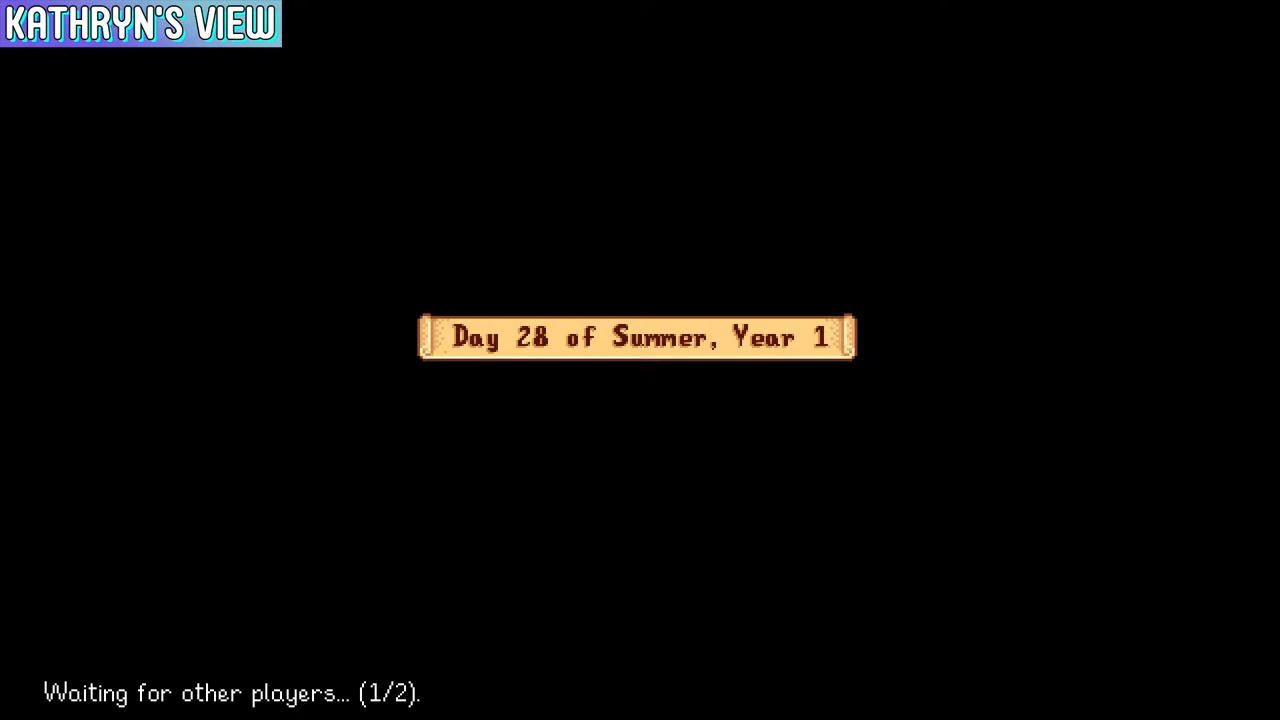 KATHRYN'S VIEW
Day 28 of Summer, Year 1
Waiting for other players... (1/2).